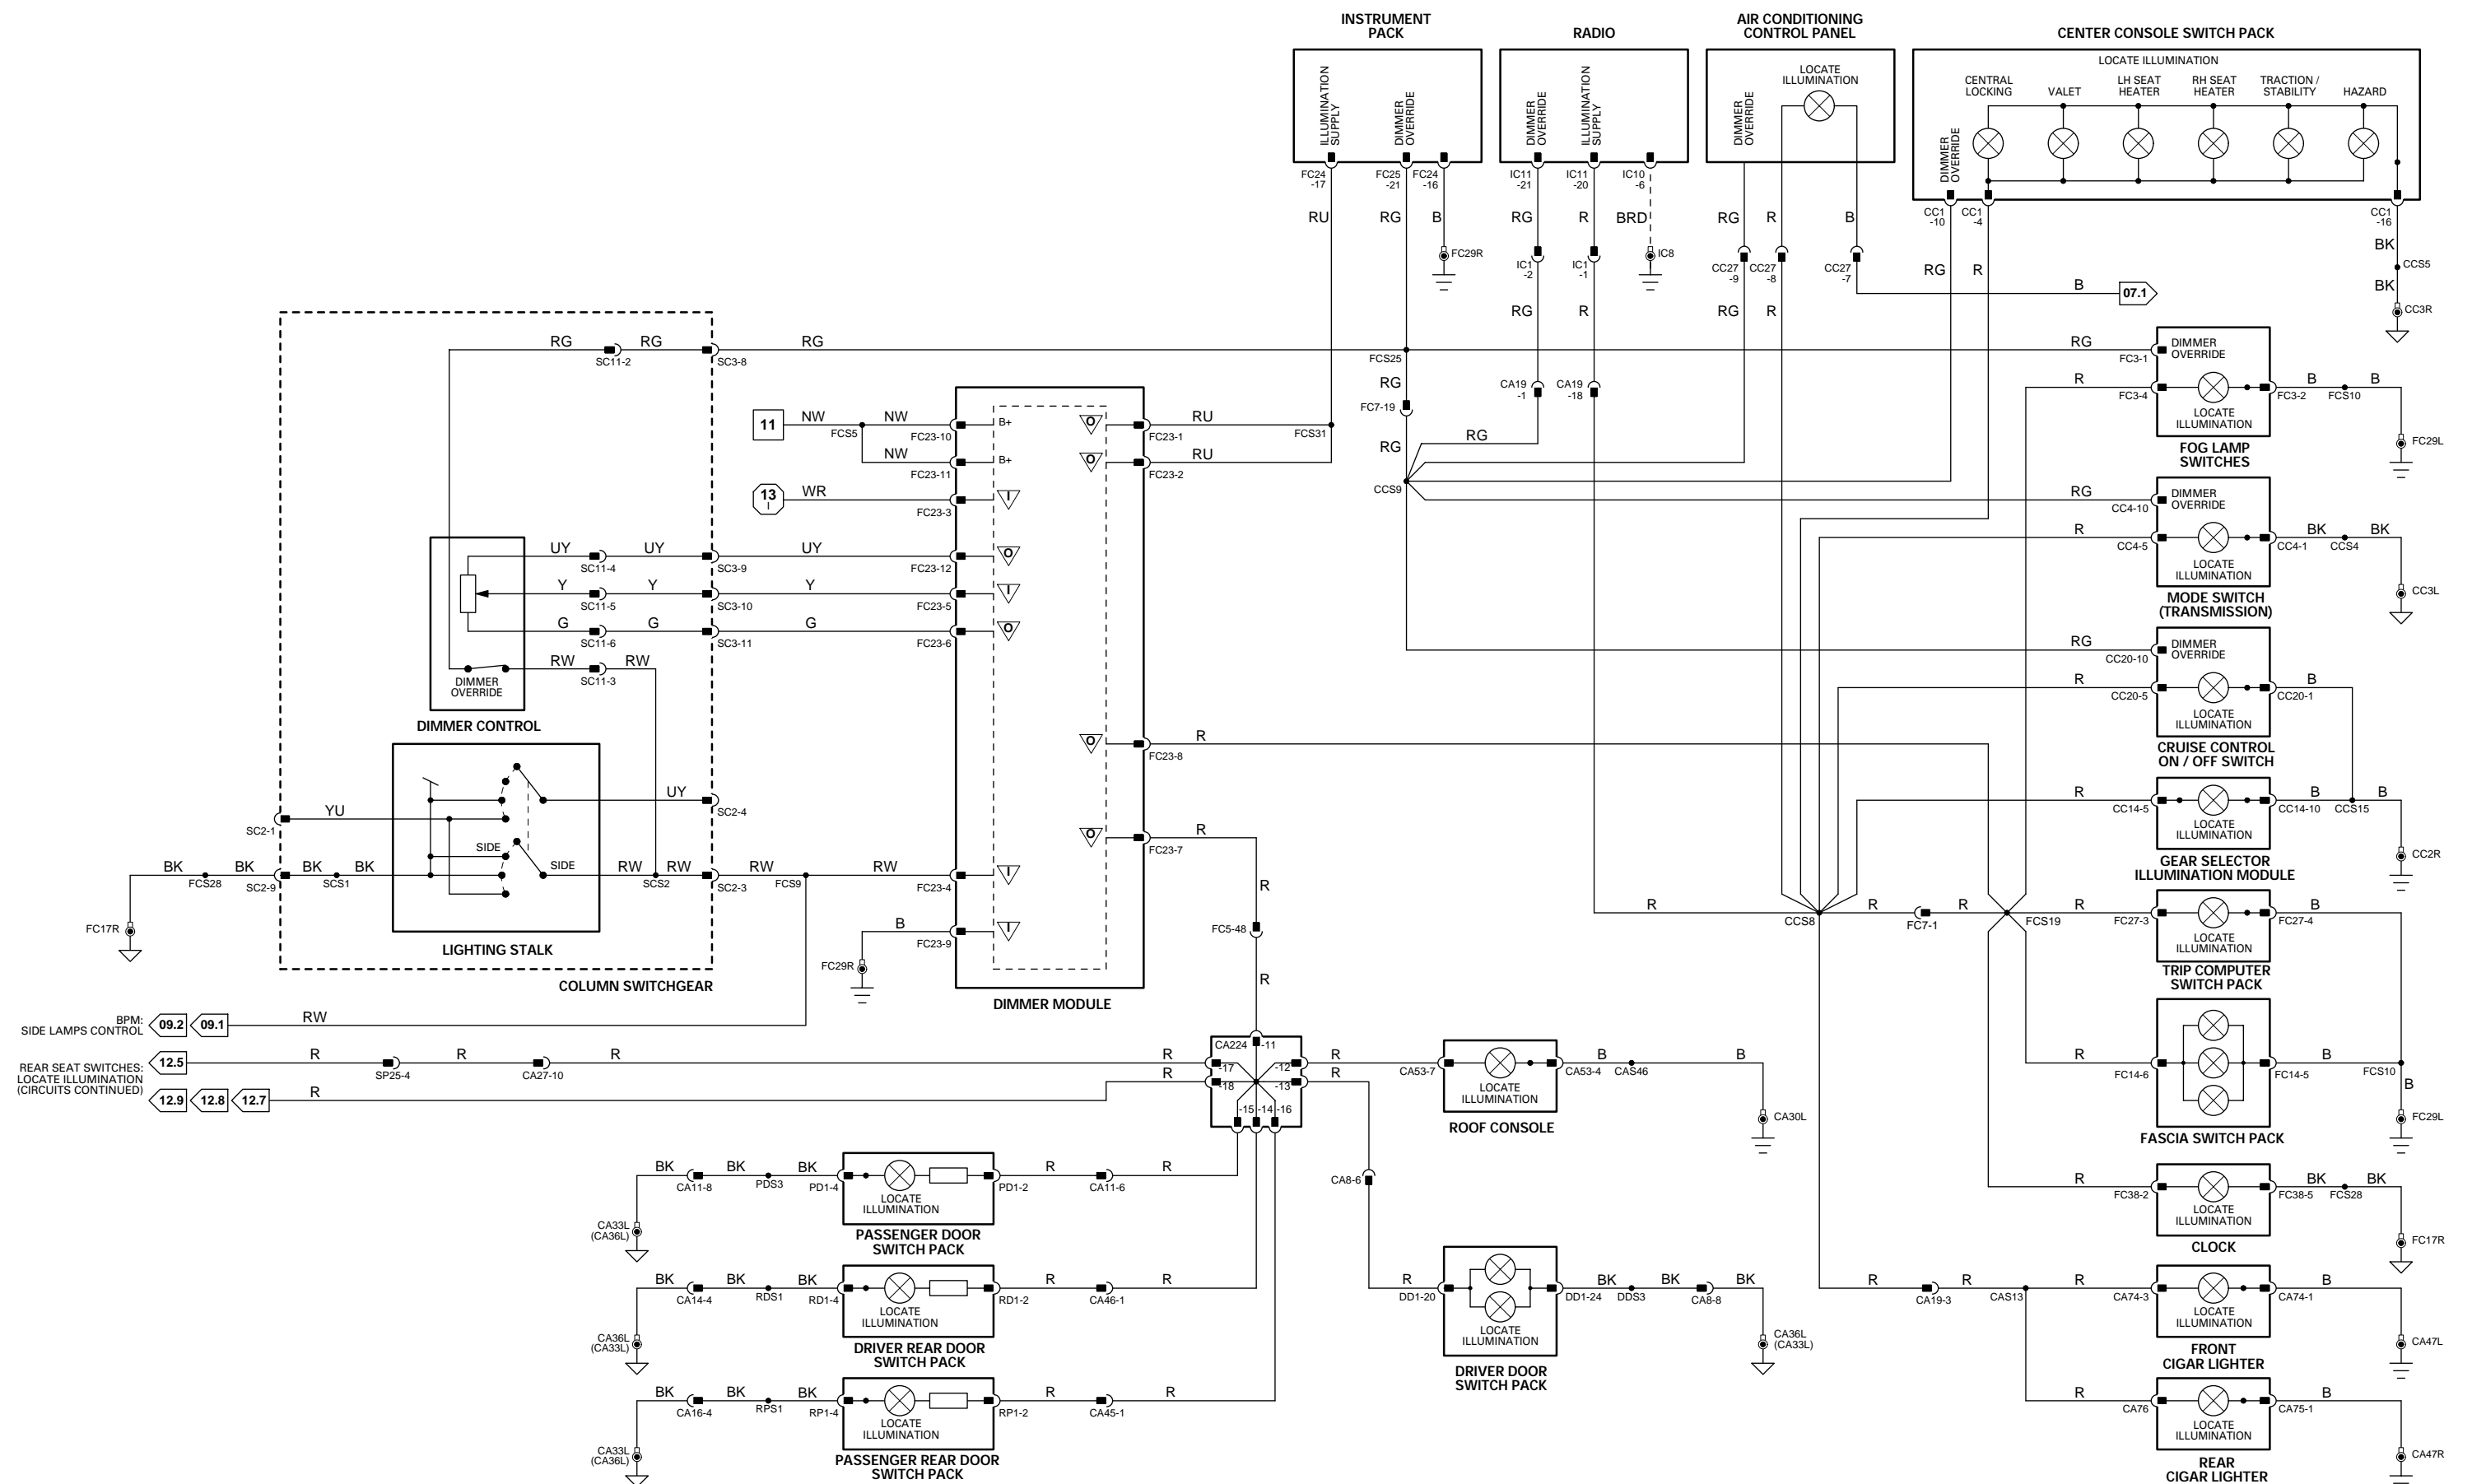 INSTRUMENT
PACK
RADIO
AIR CONDITIONING
CONTROL PANEL
CENTER CONSOLE SWITCH PACK
ILLUMINATION
SUPPLY
DIMMER
OVERRIDE
DIMMER
OVERRIDE
ILLUMINATION
SUPPLY
DIMMER
OVERRIDE
LOCATE
ILLUMINATION
LOCATE ILLUMINATION
CENTRAL
LOCKING
VALET
LH SEAT
HEATER
RH SEAT
HEATER
TRACTION /
STABILITY
HAZARD
DIMMER
OVERRIDE
FC24
-17
FC25
-21
FC24
-16
IC11
-21
IC11
-20
IC10
-6
CC1
-10
CC1
-4
CC1
-16
RU RG B RG R BRD RG R B
BK
FC29R
IC1
-2
IC1
-1
IC8
CC27
-9
CC27
-8
CC27
-7
RG R
CCS5
B 07.1
BK
CC3R
RG R RG R
RG SC11-2 RG SC3-8 RG
FCS25
RG FC3-1
DIMMER
OVERRIDE
R FC3-4
LOCATE
ILLUMINATION
FC3-2 B FCS10 B
FC29L
FOG LAMP
SWITCHES
RG
FC7-19
RG
CA19
-1
CA19
-18
RG
CCS9
11 NW FCS5 NW FC23-10 B+
NW FC23-11 B+
13
I
WR FC23-3 I
O FC23-1 RU FCS31
O FC23-2 RU
RG CC4-10
DIMMER
OVERRIDE
R CC4-5
LOCATE
ILLUMINATION
CC4-1 BK CCS4 BK
CC3L
MODE SWITCH
(TRANSMISSION)
UY SC11-4 UY SC3-9 UY FC23-12 O
Y SC11-5 Y SC3-10 Y FC23-5 I
G SC11-6 G SC3-11 G FC23-6 O
RW SC11-3 RW
DIMMER
OVERRIDE
DIMMER CONTROL
RG CC20-10
DIMMER
OVERRIDE
R CC20-5
LOCATE
ILLUMINATION
CC20-1 B
CRUISE CONTROL
ON / OFF SWITCH
O FC23-8 R
YU SC2-1
UY SC2-4
R CC14-5
LOCATE
ILLUMINATION
CC14-10 B CCS15 B
CC2R
GEAR SELECTOR
ILLUMINATION MODULE
O FC23-7 R
SIDE
SIDE
BK FCS28 BK SC2-9 BK SCS1 BK
RW SCS2 RW SC2-3 RW FCS9 RW FC23-4 I
FC17R
LIGHTING STALK
B FC23-9 I
FC29R
COLUMN SWITCHGEAR
DIMMER MODULE
R
FC5-48
R
R CCS8 R FC7-1 R FCS19 R FC27-3
LOCATE
ILLUMINATION
FC27-4 B
TRIP COMPUTER
SWITCH PACK
BPM:
SIDE LAMPS CONTROL
09.2 09.1 RW
REAR SEAT SWITCHES:
LOCATE ILLUMINATION
(CIRCUITS CONTINUED)
12.5 R SP25-4 R CA27-10 R R
12.9 12.8 12.7 R R
CA224 -11
-17 -12
-18 -13
-15 -14 -16
R CA53-7
LOCATE
ILLUMINATION
CA53-4 B CAS46 B
CA30L
ROOF CONSOLE
R
R FC14-6
FC14-5 B FCS10
B
FC29L
FASCIA SWITCH PACK
BK CA11-8 BK PDS3 BK PD1-4
LOCATE
ILLUMINATION
PD1-2 R CA11-6 R
CA33L
(CA36L)
PASSENGER DOOR
SWITCH PACK
CA8-6
R FC38-2
LOCATE
ILLUMINATION
FC38-5 BK FCS28 BK
FC17R
CLOCK
BK CA14-4 BK RDS1 BK RD1-4
LOCATE
ILLUMINATION
RD1-2 R CA46-1 R
CA36L
(CA33L)
DRIVER REAR DOOR
SWITCH PACK
R DD1-20
LOCATE
ILLUMINATION
DD1-24 BK DDS3 BK CA8-8 BK
CA36L
(CA33L)
DRIVER DOOR
SWITCH PACK
R CA19-3 R CAS13 R CA74-3
LOCATE
ILLUMINATION
CA74-1 B
CA47L
FRONT
CIGAR LIGHTER
BK CA16-4 BK RPS1 BK RP1-4
LOCATE
ILLUMINATION
RP1-2 R CA45-1 R
CA33L
(CA36L)
PASSENGER REAR DOOR
SWITCH PACK
R CA76
LOCATE
ILLUMINATION
CA75-1 B
CA47R
REAR
CIGAR LIGHTER